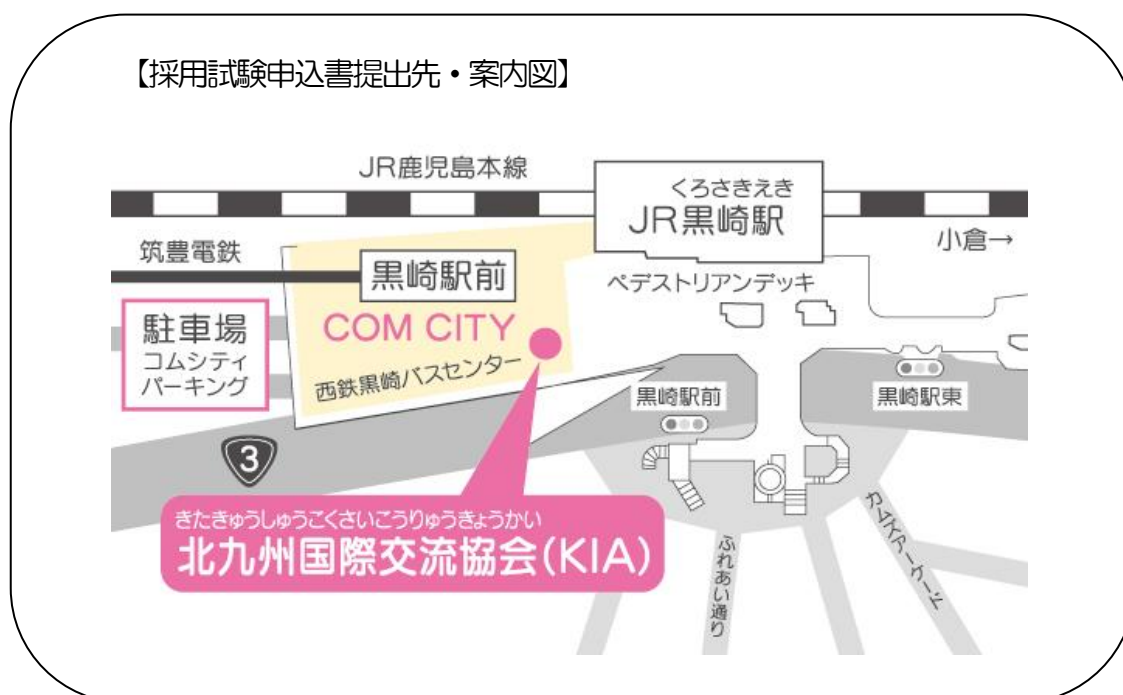 【採用試験申込書提出先・案内図】
JR鹿児島本線
くろさきえき
JR黒崎駅
小倉→
筑豊電鉄
黒崎駅前
ペデストリアンデッキ
駐車場
コムシティ
パーキング
COM CITY
西鉄黒崎バスセンター
黒崎駅前
黒崎駅東
3
きたきゅうしゅうこくさいこうりゅうきょうかい
北九州国際交流協会(KIA)
ふれあい通り
カムズアーケード